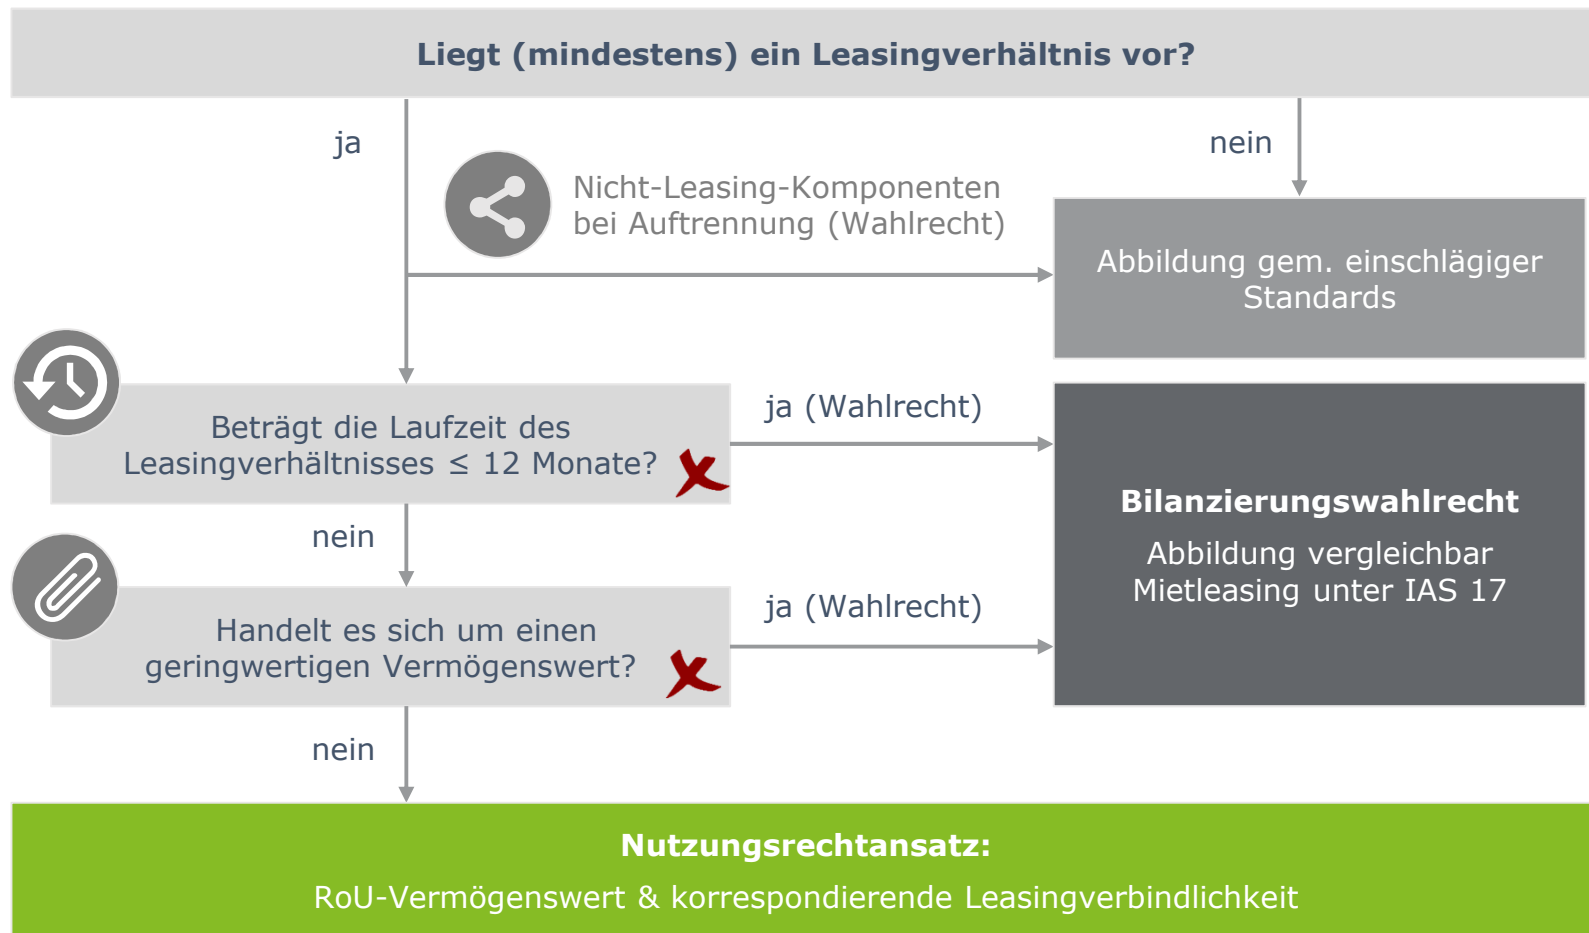 Liegt (mindestens) ein Leasingverhältnis vor?
ja
nein
Nicht-Leasing-Komponenten
bei Auftrennung (Wahlrecht)
Abbildung gem. einschlägiger
Standards
Beträgt die Laufzeit des
Leasingverhältnisses ≤ 12 Monate?
ja (Wahlrecht)
nein
Bilanzierungswahlrecht
Abbildung vergleichbar
Mietleasing unter IAS 17
Handelt es sich um einen
geringwertigen Vermögenswert?
ja (Wahlrecht)
nein
Nutzungsrechtansatz:
RoU-Vermögenswert & korrespondierende Leasingverbindlichkeit